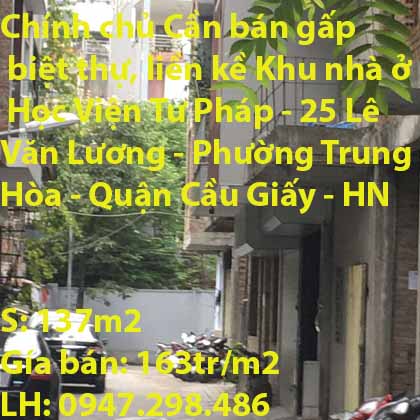 Chính chủ Cần bán gấp
biệt thự, liền kề Khu nhà ở
Học Viện Tư Pháp - 25 Lê
Văn Lương - Phường Trung
Hòa - Quận Cầu Giấy - HN
S: 137m2
Gía bán: 163tr/m2
LH: 0947.298.486